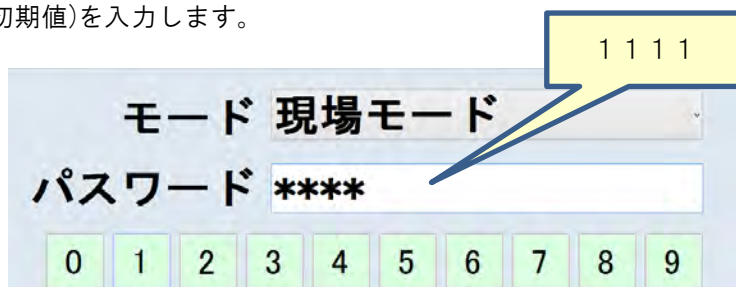 初期値)を入力します。
１１１１
モード 現場モード
パスワード ****
0 1 2 3 4 5 6 7 8 9